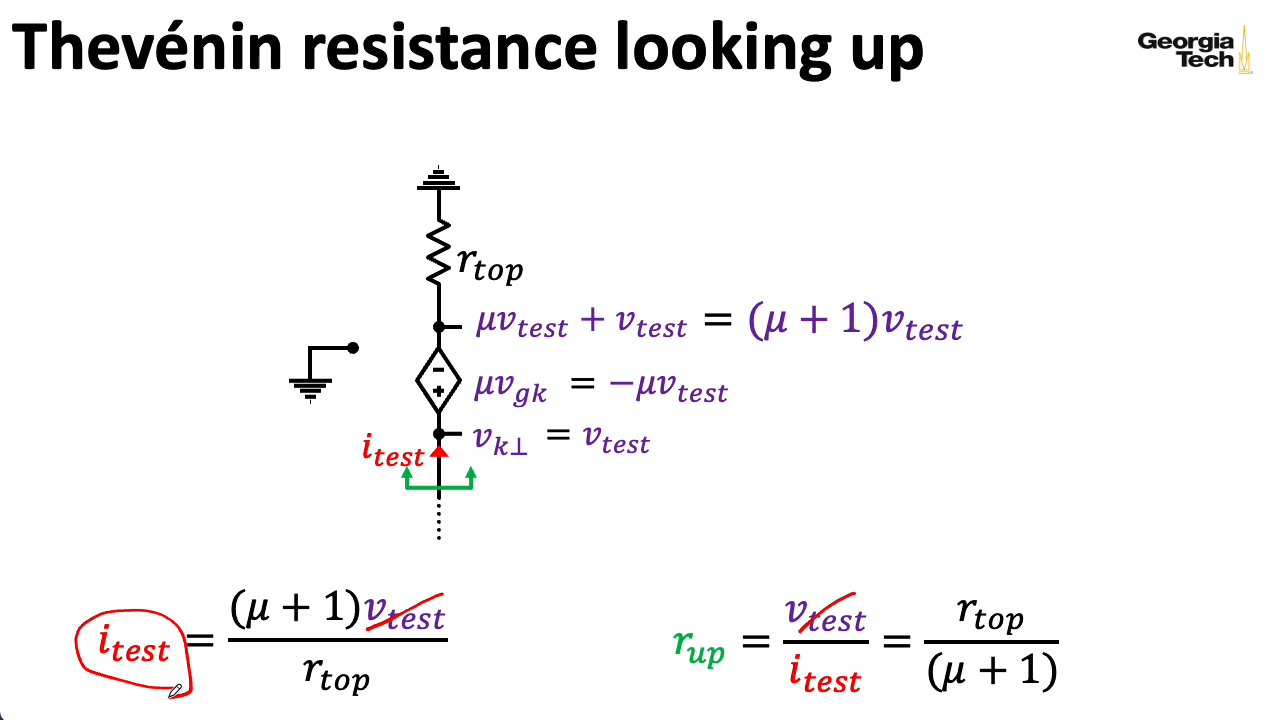 Thevénin resistance looking up
Georgia
Tech
r_top
μv_test + v_test = (μ + 1)v_test
-
+
μv_gk = −μv_test
v_k⊥ = v_test
i_test
i_test = (μ + 1)v_test / r_top
r_up = v_test / i_test = r_top / (μ + 1)